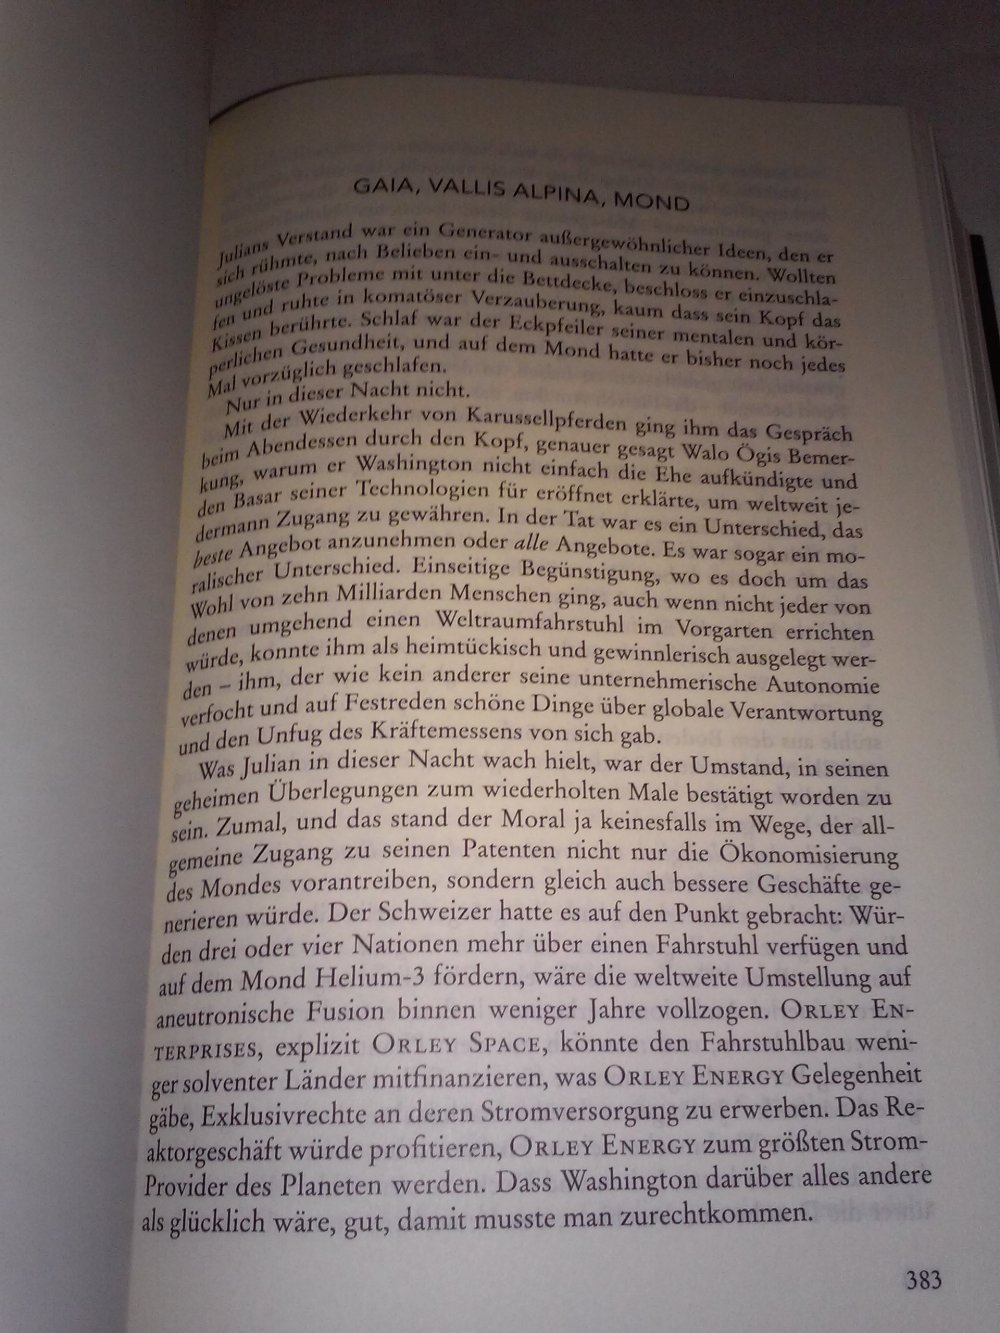 GAIA, VALLIS ALPINA, MOND
Julians Verstand war ein Generator außergewöhnlicher Ideen, den er
sich rühmte, nach Belieben ein- und ausschalten zu können. Wollten
ungelöste Probleme mit unter die Bettdecke, beschloss er einzuschla-
fen und ruhte in komatöser Verzauberung, kaum dass sein Kopf das
Kissen berührte. Schlaf war der Eckpfeiler seiner mentalen und kör-
perlichen Gesundheit, und auf dem Mond hatte er bisher noch jedes
Mal vorzüglich geschlafen.
Nur in dieser Nacht nicht.
Mit der Wiederkehr von Karussellpferden ging ihm das Gespräch
beim Abendessen durch den Kopf, genauer gesagt Walo Ögis Bemer-
kung, warum er Washington nicht einfach die Ehe aufkündigte und
den Basar seiner Technologien für eröffnet erklärte, um weltweit je-
dermann Zugang zu gewähren. In der Tat war es ein Unterschied, das
beste Angebot anzunehmen oder alle Angebote. Es war sogar ein mo-
ralischer Unterschied. Einseitige Begünstigung, wo es doch um das
Wohl von zehn Milliarden Menschen ging, auch wenn nicht jeder von
denen umgehend einen Weltraumfahrstuhl im Vorgarten errichten
würde, konnte ihm als heimtückisch und gewinnlerisch ausgelegt wer-
den – ihm, der wie kein anderer seine unternehmerische Autonomie
verfocht und auf Festreden schöne Dinge über globale Verantwortung
und den Unfug des Kräftemessens von sich gab.
Was Julian in dieser Nacht wach hielt, war der Umstand, in seinen
geheimen Überlegungen zum wiederholten Male bestätigt worden zu
sein. Zumal, und das stand der Moral ja keinesfalls im Wege, der all-
gemeine Zugang zu seinen Patenten nicht nur die Ökonomisierung
des Mondes vorantreiben, sondern gleich auch bessere Geschäfte ge-
nerieren würde. Der Schweizer hatte es auf den Punkt gebracht: Wür-
den drei oder vier Nationen mehr über einen Fahrstuhl verfügen und
auf dem Mond Helium-3 fördern, wäre die weltweite Umstellung auf
aneutronische Fusion binnen weniger Jahre vollzogen. ORLEY EN-
TERPRISES, explizit ORLEY SPACE, könnte den Fahrstuhlbau weni-
ger solventer Länder mitfinanzieren, was ORLEY ENERGY Gelegenheit
gäbe, Exklusivrechte an deren Stromversorgung zu erwerben. Das Re-
aktorgeschäft würde profitieren, ORLEY ENERGY zum größten Strom-
Provider des Planeten werden. Dass Washington darüber alles andere
als glücklich wäre, gut, damit musste man zurechtkommen.
383